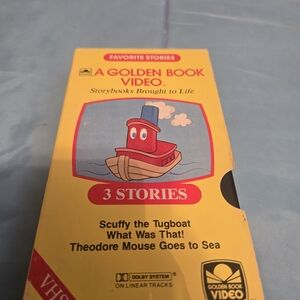 FAVORITE STORIES
A GOLDEN BOOK
VIDEO
Storybooks Brought to Life
3 STORIES
Scuffy the Tugboat
What Was That!
Theodore Mouse Goes to Sea
VHS
DOLBY SYSTEM®
ON LINEAR TRACKS
GOLDEN BOOK
VIDEO